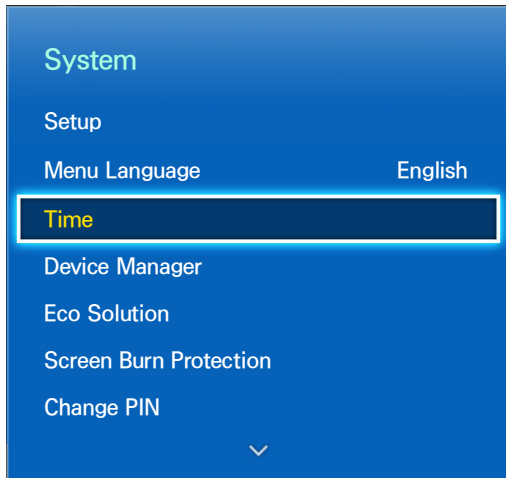 System
Setup
Menu Language English
Time
Device Manager
Eco Solution
Screen Burn Protection
Change PIN